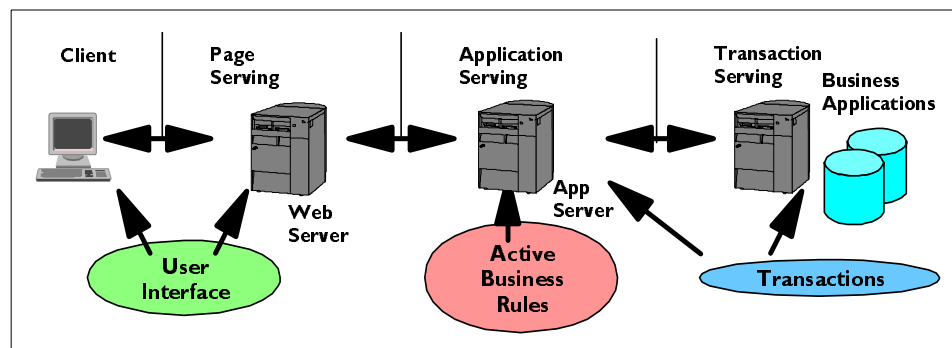 Client
Page
Serving
Application
Serving
Transaction
Serving
Business
Applications
Web
Server
App
Server
User
Interface
Active
Business
Rules
Transactions